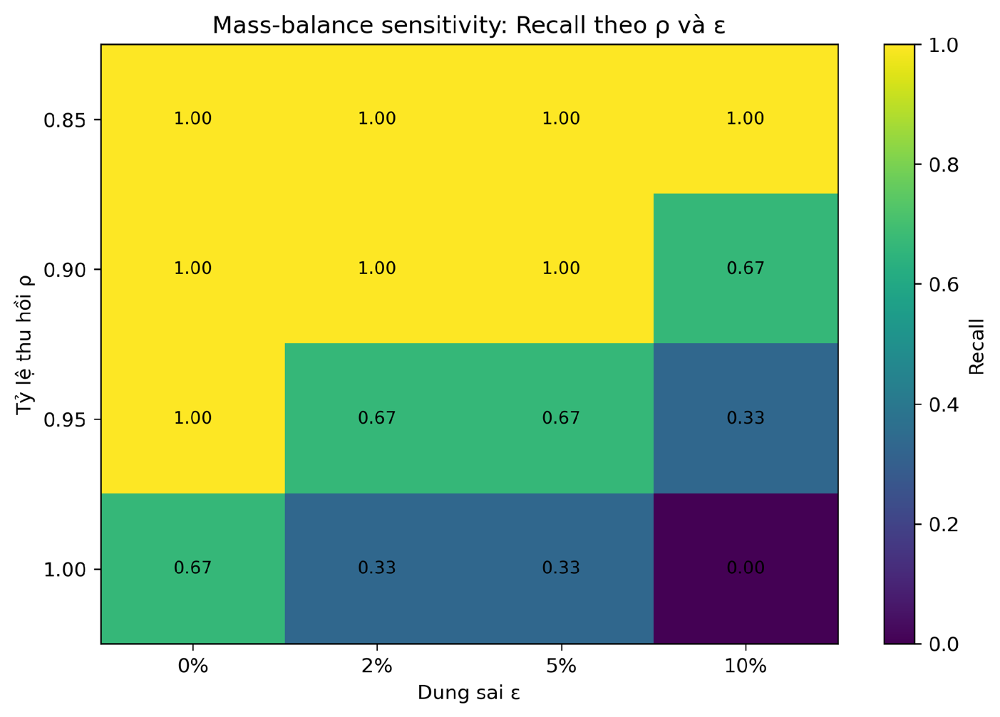 Mass-balance sensitivity: Recall theo ρ và ε
Tỷ lệ thu hồi ρ
0.85
0.90
0.95
1.00
1.00 1.00 1.00 1.00
1.00 1.00 1.00 0.67
1.00 0.67 0.67 0.33
0.67 0.33 0.33 0.00
0% 2% 5% 10%
Dung sai ε
1.0
0.8
0.6
0.4
0.2
0.0
Recall